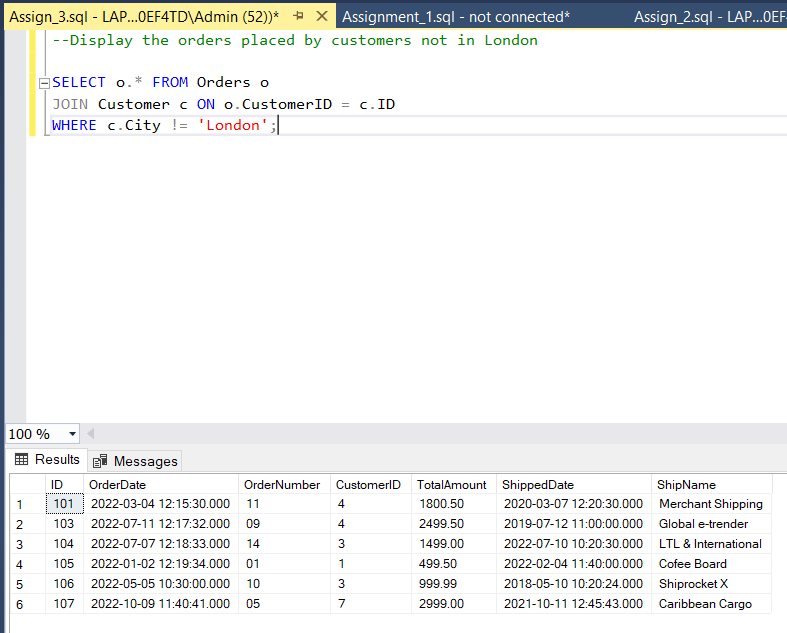 Assign_3.sql - LAP...0EF4TD\Admin (52))* Assignment_1.sql - not connected* Assign_2.sql - LAP...0EF
--Display the orders placed by customers not in London
SELECT o.* FROM Orders o
JOIN Customer c ON o.CustomerID = c.ID
WHERE c.City != 'London';
100 %
Results Messages
ID OrderDate OrderNumber CustomerID TotalAmount ShippedDate ShipName
1 101 2022-03-04 12:15:30.000 11 4 1800.50 2020-03-07 12:20:30.000 Merchant Shipping
2 103 2022-07-11 12:17:32.000 09 4 2499.50 2019-07-12 11:00:00.000 Global e-trender
3 104 2022-07-07 12:18:33.000 14 3 1499.00 2022-07-10 10:20:30.000 LTL & International
4 105 2022-01-02 12:19:34.000 01 1 499.50 2022-02-04 11:40:00.000 Cofee Board
5 106 2022-05-05 10:30:00.000 10 3 999.99 2018-05-10 10:20:24.000 Shiprocket X
6 107 2022-10-09 11:40:41.000 05 7 2999.00 2021-10-11 12:45:43.000 Caribbean Cargo